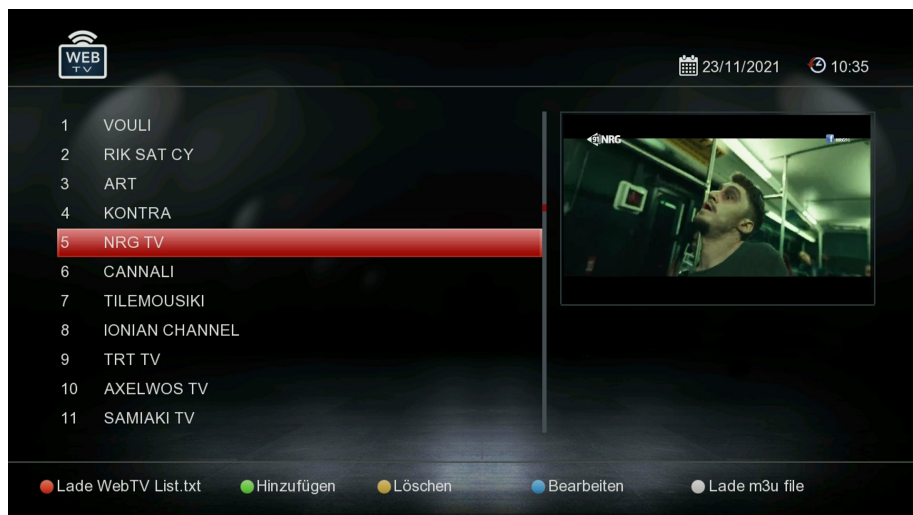 WEB
TV
23/11/2021 10:35
1 VOULI
2 RIK SAT CY
3 ART
4 KONTRA
5 NRG TV
6 CANNALI
7 TILEMOUSIKI
8 IONIAN CHANNEL
9 TRT TV
10 AXELWOS TV
11 SAMIAKI TV
NRG
Lade WebTV List.txt Hinzufügen Löschen Bearbeiten Lade m3u file